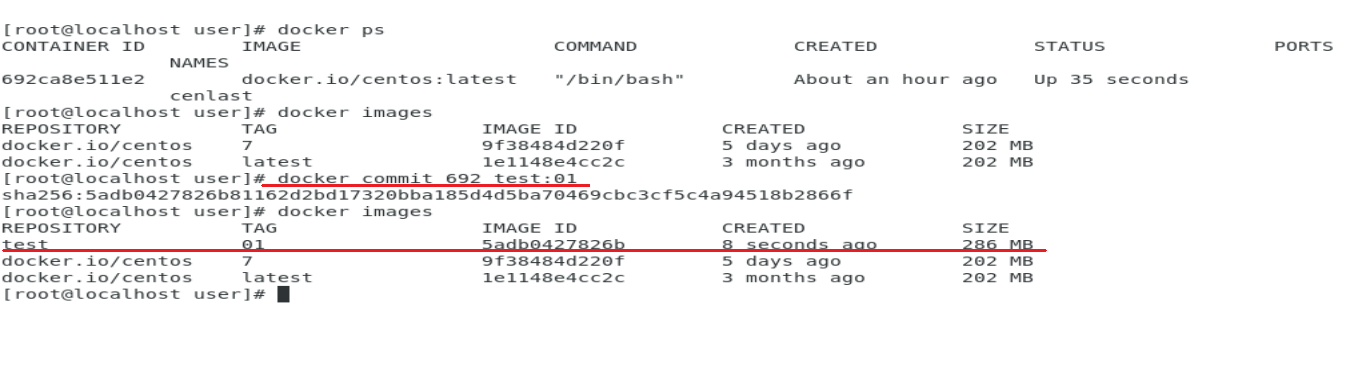 [root@localhost user]# docker ps
CONTAINER ID        IMAGE                     COMMAND             CREATED             STATUS              PORTS
              NAMES
692ca8e511e2        docker.io/centos:latest   "/bin/bash"         About an hour ago   Up 35 seconds
              cenlast
[root@localhost user]# docker images
REPOSITORY          TAG                 IMAGE ID            CREATED             SIZE
docker.io/centos    7                   9f38484d220f        5 days ago          202 MB
docker.io/centos    latest              1e1148e4cc2c        3 months ago        202 MB
[root@localhost user]# docker commit 692 test:01
sha256:5adb0427826b81162d2bd17320bba185d4d5ba70469cbc3cf5c4a94518b2866f
[root@localhost user]# docker images
REPOSITORY          TAG                 IMAGE ID            CREATED             SIZE
test                01                  5adb0427826b        8 seconds ago       286 MB
docker.io/centos    7                   9f38484d220f        5 days ago          202 MB
docker.io/centos    latest              1e1148e4cc2c        3 months ago        202 MB
[root@localhost user]#